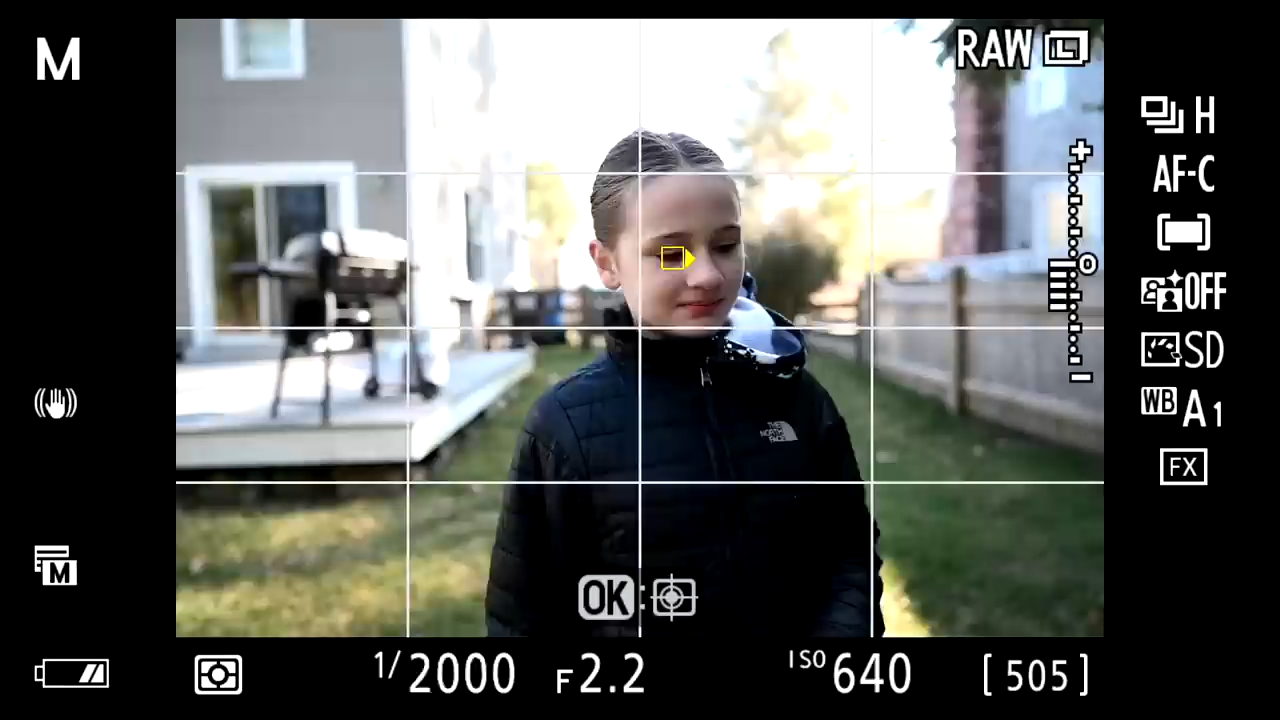 M
RAW L
H
AF-C
OFF
SD
WB A1
FX
THE
NORTH
FACE
M
OK :
1/2000 F2.2 ISO 640 [505]